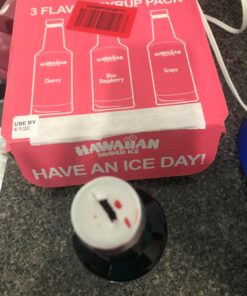 3 FLAV
YRUP PACK
HAWAIIAN
HAWAIIAN
HAWAIIAN
Cherry
Blue
Raspberry
Grape
USE BY
4/1/20
HAWAIIAN
SHAVED ICE
HAVE AN ICE DAY!